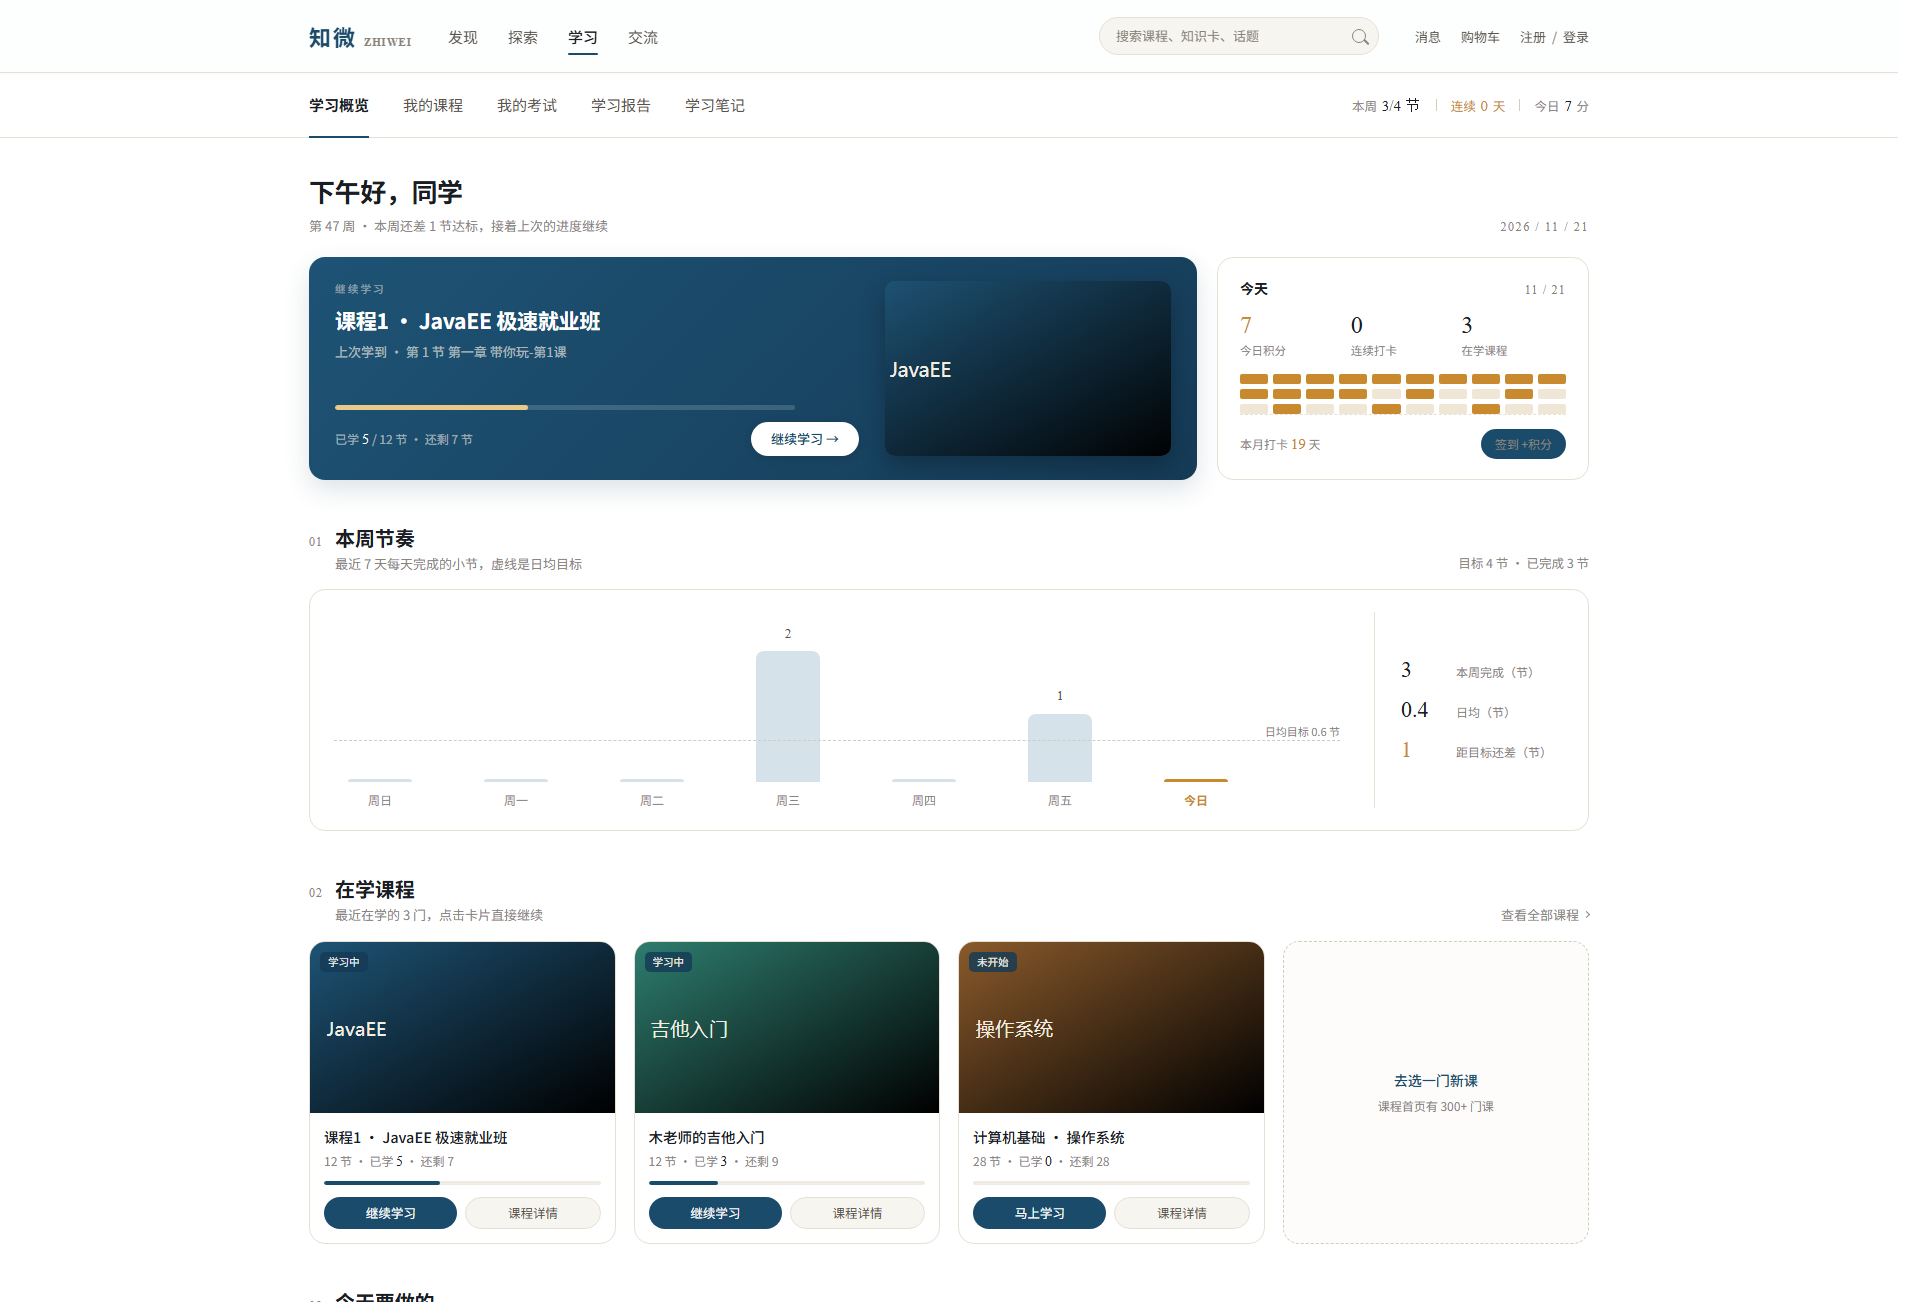 知微 ZHIWEI 发现 探索 学习 交流 搜索课程、知识卡、话题 消息 购物车 注册 / 登录
学习概览 我的课程 我的考试 学习报告 学习笔记 本周 3/4 节 连续 0 天 今日 7 分
下午好，同学
第 47 周 · 本周还差 1 节达标，接着上次的进度继续 2026 / 11 / 21
继续学习
课程1 · JavaEE 极速就业班
上次学到 · 第 1 节 第一章 带你玩-第1课
已学 5 / 12 节 · 还剩 7 节 继续学习 →
JavaEE
今天 11 / 21
7 0 3
今日积分 连续打卡 在学课程
本月打卡 19 天 签到 +积分
01 本周节奏
最近 7 天每天完成的小节，虚线是日均目标 目标 4 节 · 已完成 3 节
2
1
日均目标 0.6 节
周日 周一 周二 周三 周四 周五 今日
3 本周完成（节）
0.4 日均（节）
1 距目标还差（节）
02 在学课程
最近在学的 3 门，点击卡片直接继续 查看全部课程 ›
学习中
JavaEE
课程1 · JavaEE 极速就业班
12 节 · 已学 5 · 还剩 7
继续学习 课程详情
学习中
吉他入门
木老师的吉他入门
12 节 · 已学 3 · 还剩 9
继续学习 课程详情
未开始
操作系统
计算机基础 · 操作系统
28 节 · 已学 0 · 还剩 28
马上学习 课程详情
去选一门新课
课程首页有 300+ 门课
今天要做的